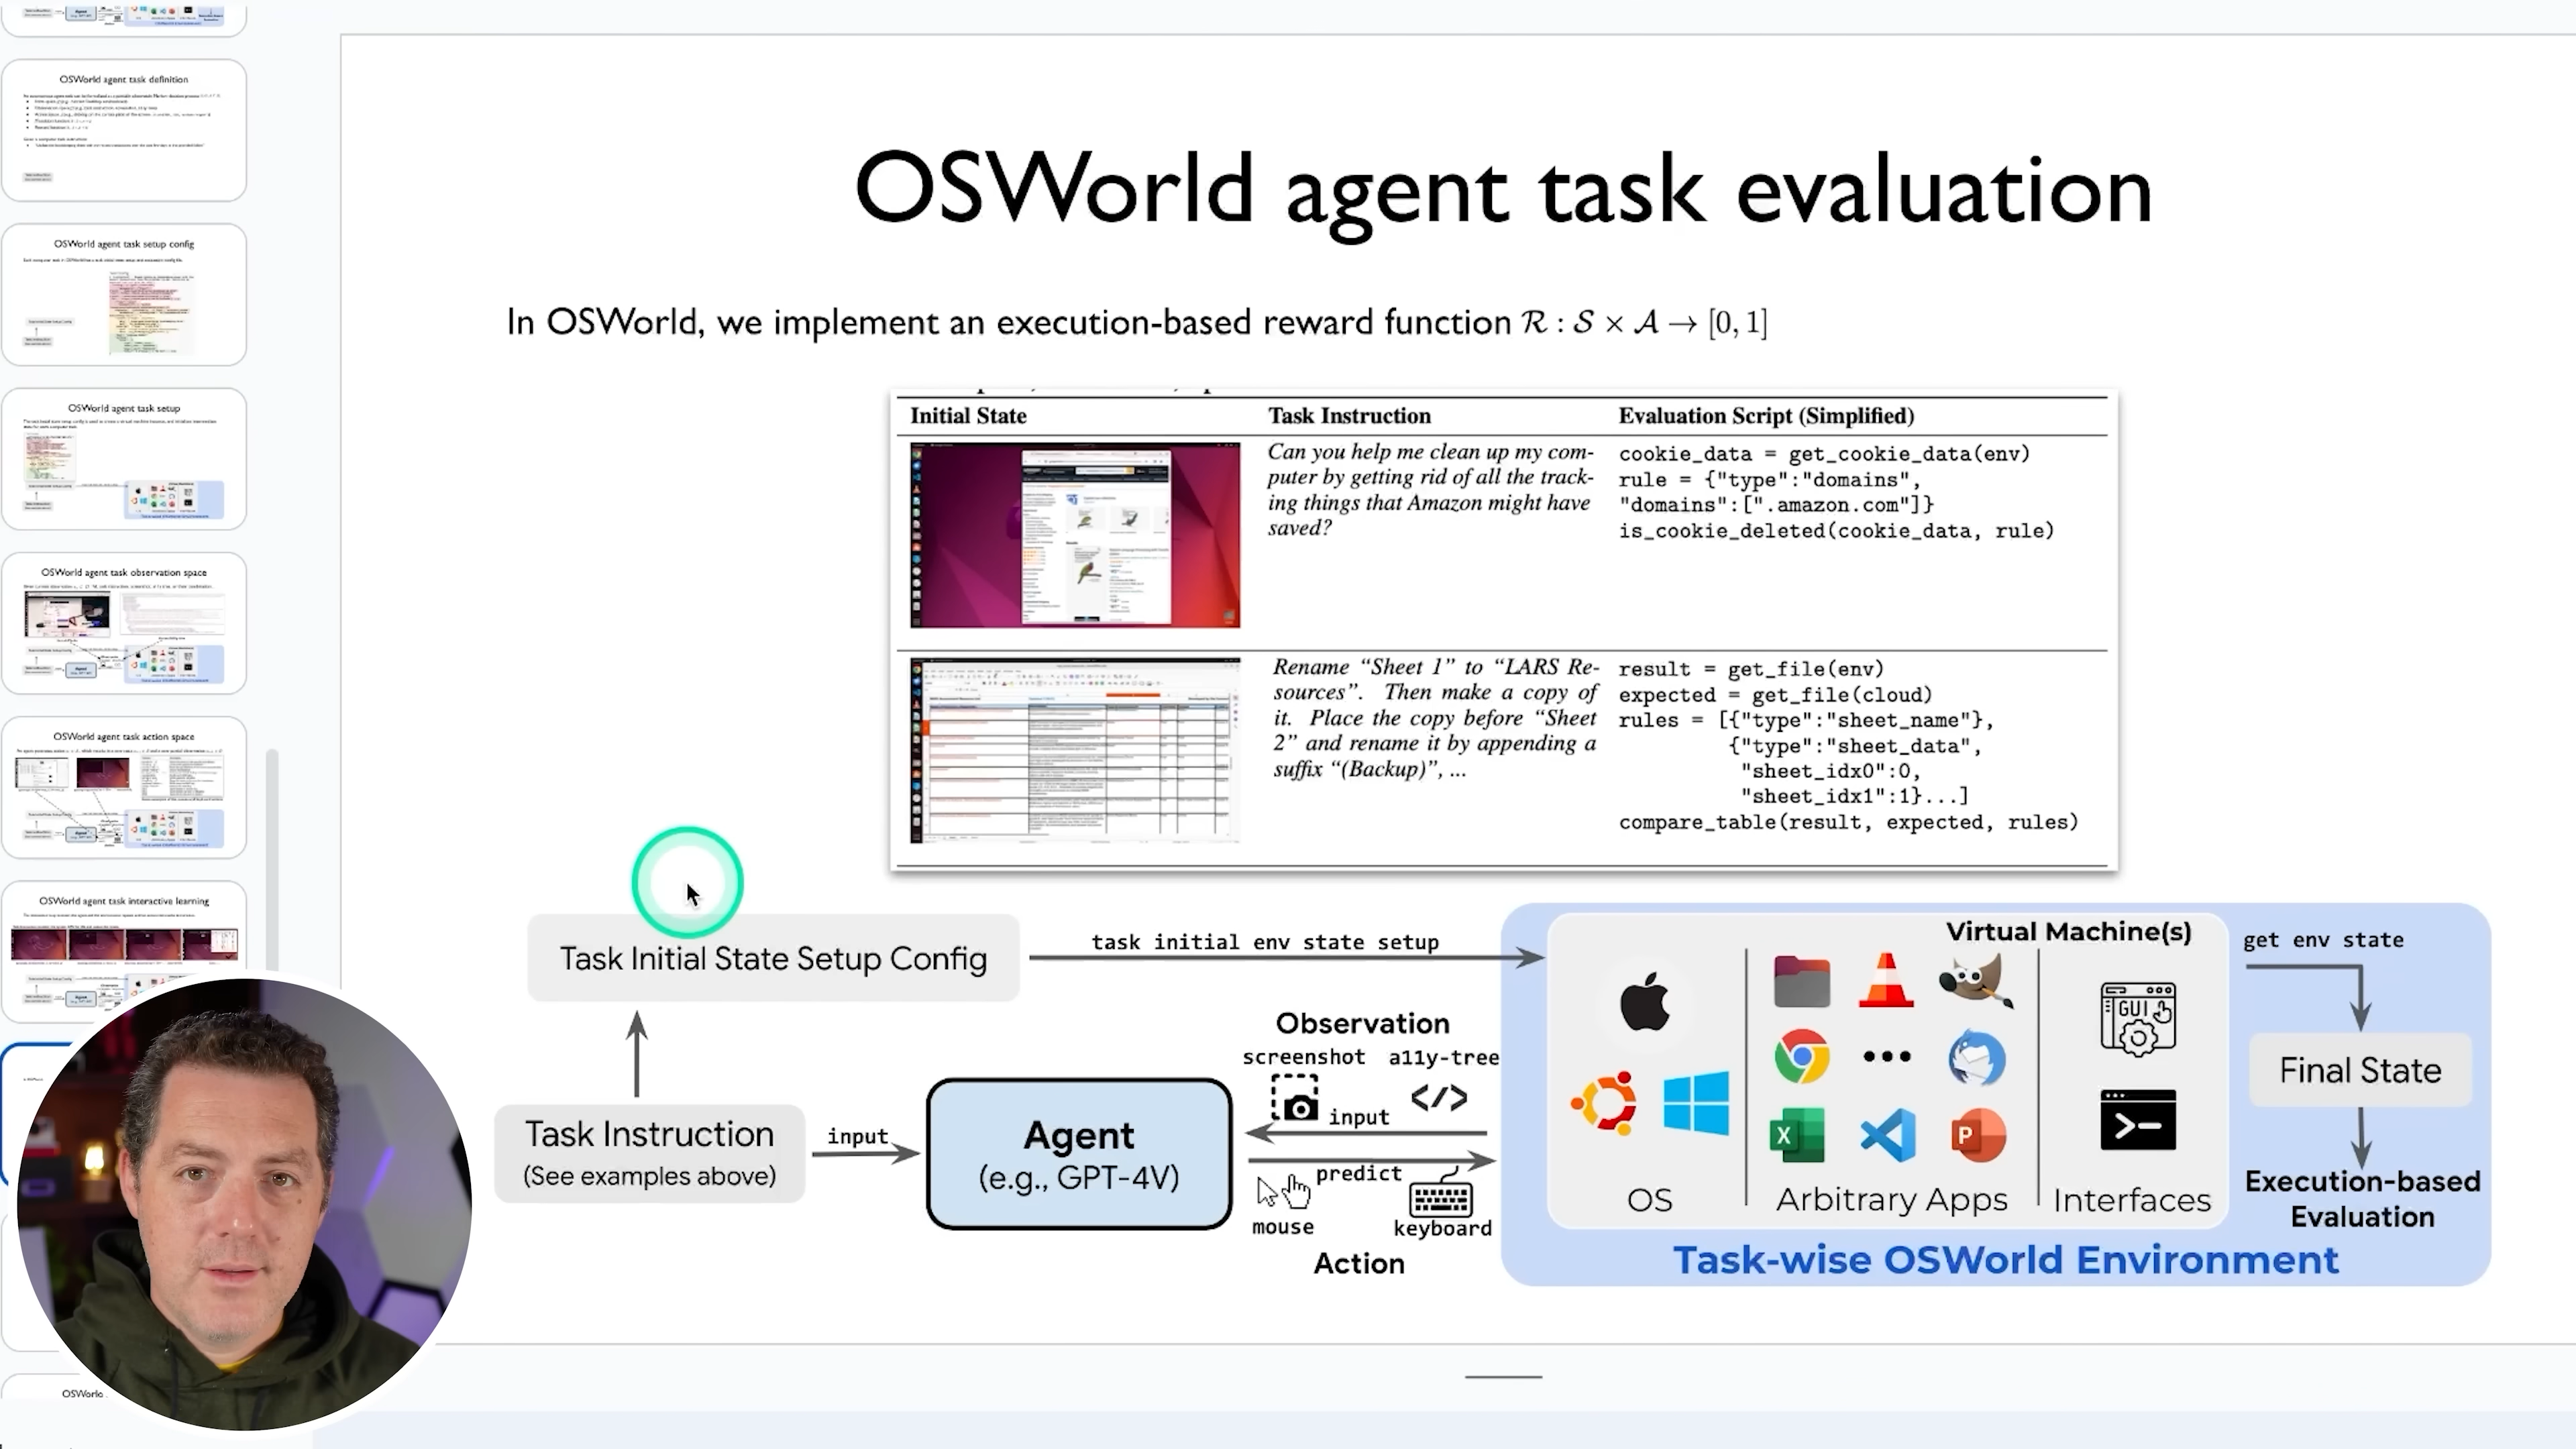 OSWorld agent task definition
OSWorld agent task setup config
OSWorld agent task setup
OSWorld agent task observation space
OSWorld agent task action space
OSWorld agent task interactive learning
OSWorld
OSWorld agent task evaluation
In OSWorld, we implement an execution-based reward function R : S × A → [0, 1]
Initial State Task Instruction Evaluation Script (Simplified)
Can you help me clean up my com-
puter by getting rid of all the track-
ing things that Amazon might have
saved?
cookie_data = get_cookie_data(env)
rule = {"type":"domains",
"domains":[".amazon.com"]}
is_cookie_deleted(cookie_data, rule)
Rename “Sheet 1” to “LARS Re-
sources”. Then make a copy of
it. Place the copy before “Sheet
2” and rename it by appending a
suffix “(Backup)”, ...
result = get_file(env)
expected = get_file(cloud)
rules = [{"type":"sheet_name"},
{"type":"sheet_data",
"sheet_idx0":0,
"sheet_idx1":1}...]
compare_table(result, expected, rules)
Task Initial State Setup Config
task initial env state setup
Task Instruction
(See examples above)
input
Agent
(e.g., GPT-4V)
Observation
screenshot a11y-tree
input
predict
mouse keyboard
Action
Virtual Machine(s)
GUI
X
P
OS Arbitrary Apps Interfaces
get env state
Final State
Execution-based
Evaluation
Task-wise OSWorld Environment